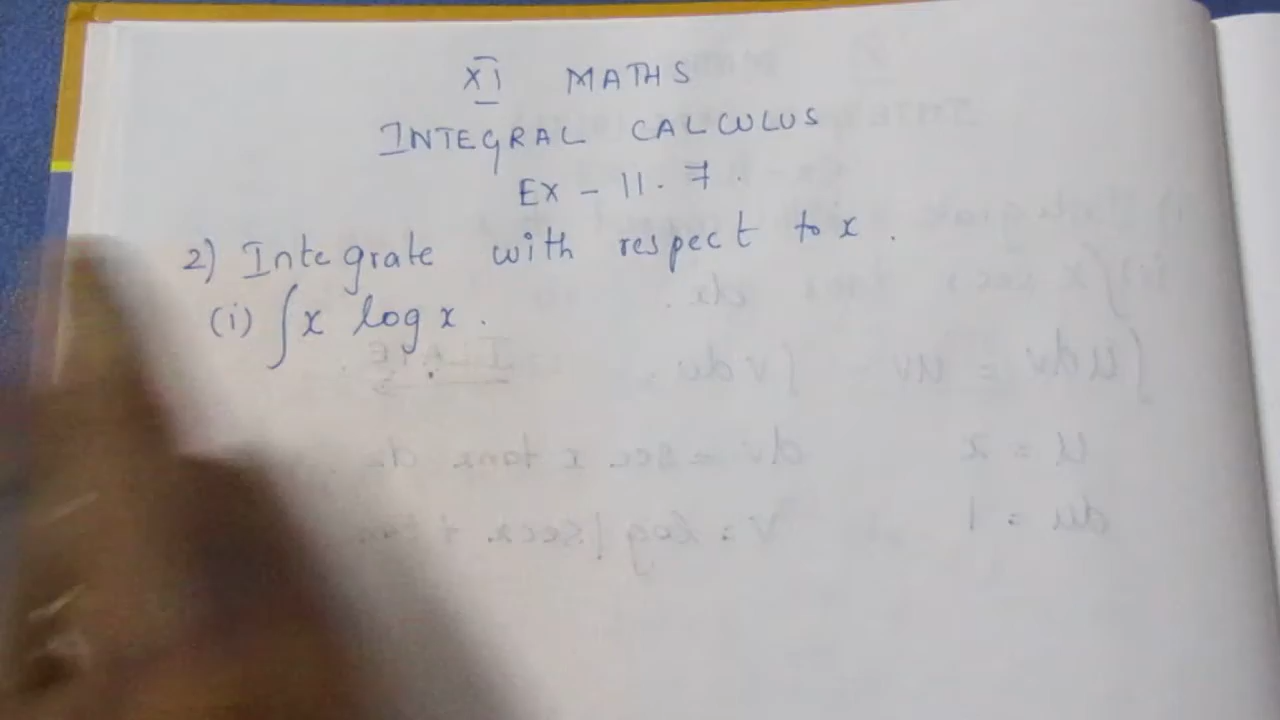 XI MATHS
INTEGRAL CALCULUS
EX - 11.7.
2) Integrate with respect to x.
(i) ∫x log x.